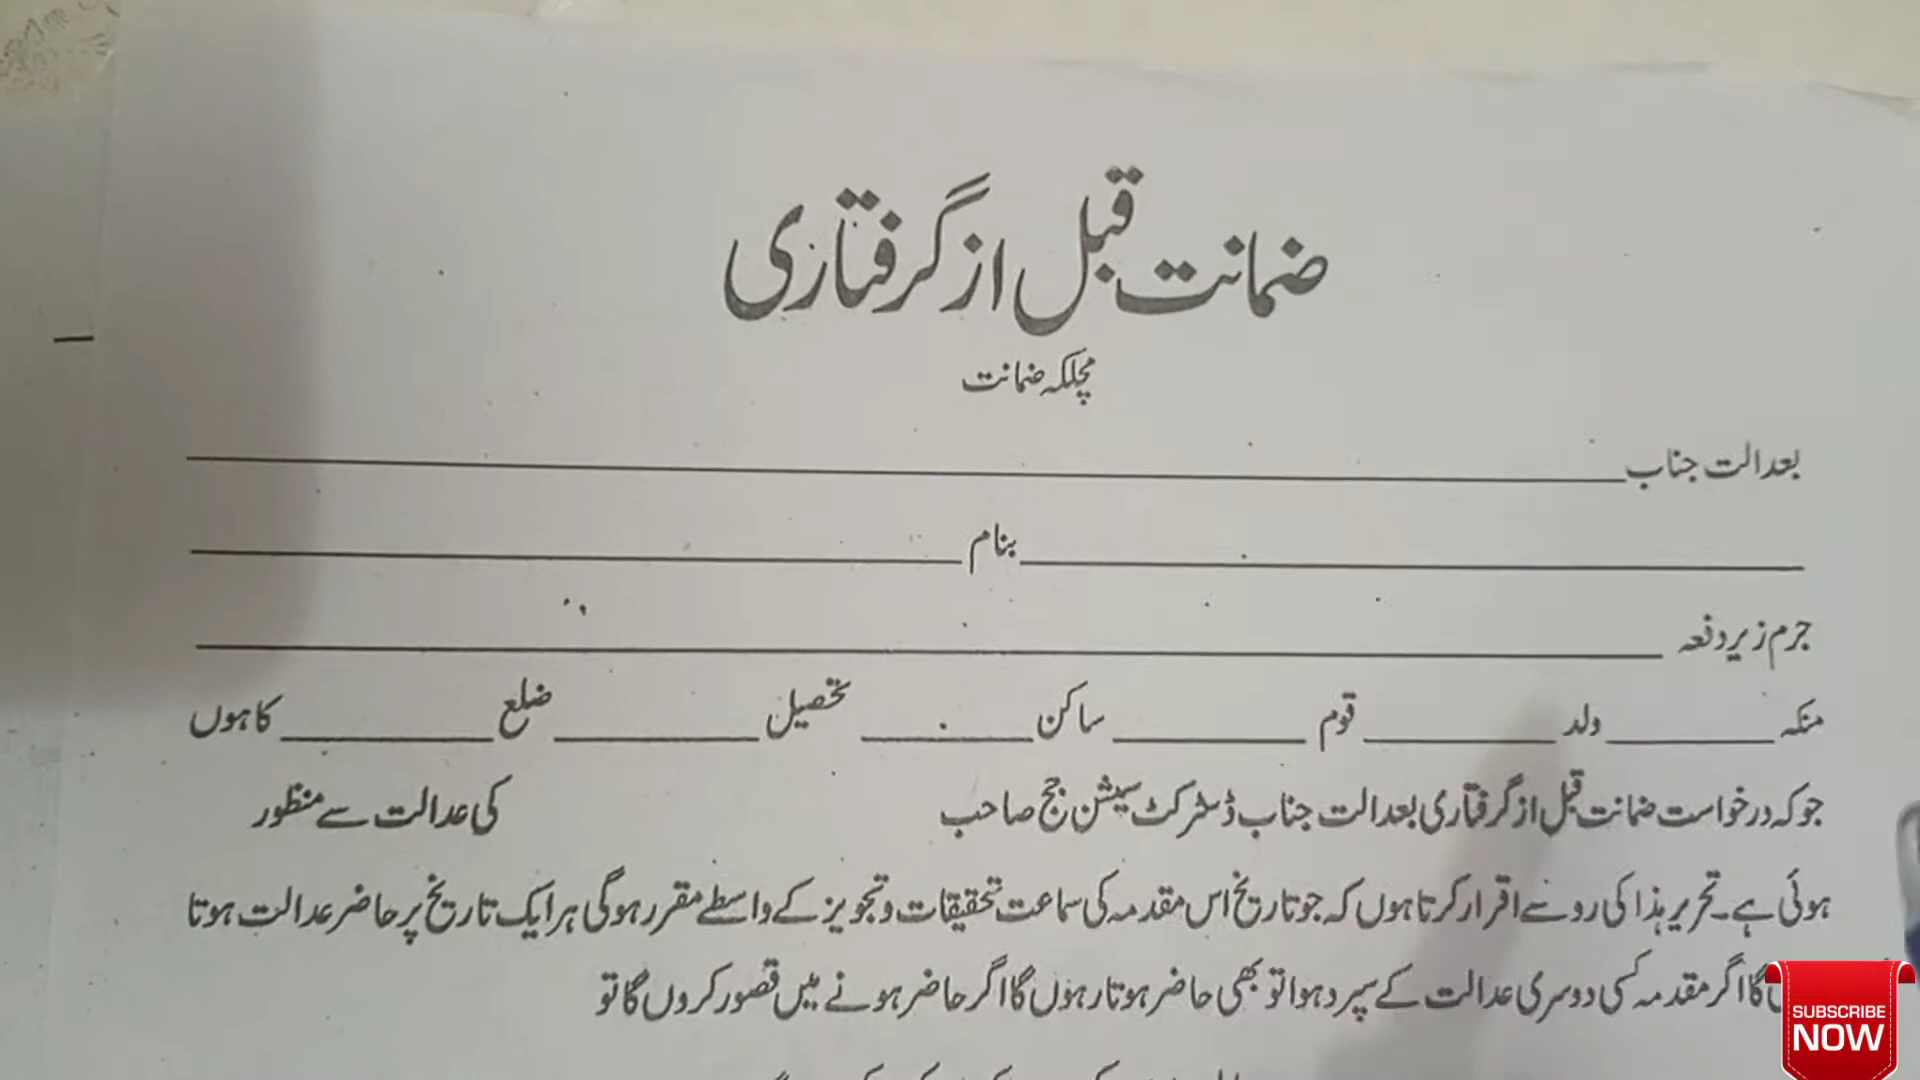 ضمانت قبل از گرفتاری
مچلکہ ضمانت
بعدالت جناب
بنام
جرم زیر دفعہ
منکہ ولد قوم ساکن تحصیل ضلع کا ہوں
جو کہ درخواست ضمانت قبل از گرفتاری بعدالت جناب ڈسٹرکٹ سیشن جج صاحب کی عدالت سے منظور
ہوئی ہے۔ تحریر ہذا کی رو سے اقرار کرتا ہوں کہ جو تاریخ اس مقدمہ کی سماعت تحقیقات و تجویز کے واسطے مقرر ہوگی ہر ایک تاریخ پر حاضر عدالت ہوتا
گا اگر مقدمہ کسی دوسری عدالت کے سپرد ہوا تو بھی حاضر ہوتا رہوں گا اگر حاضر ہونے میں قصور کروں گا تو
SUBSCRIBE
NOW